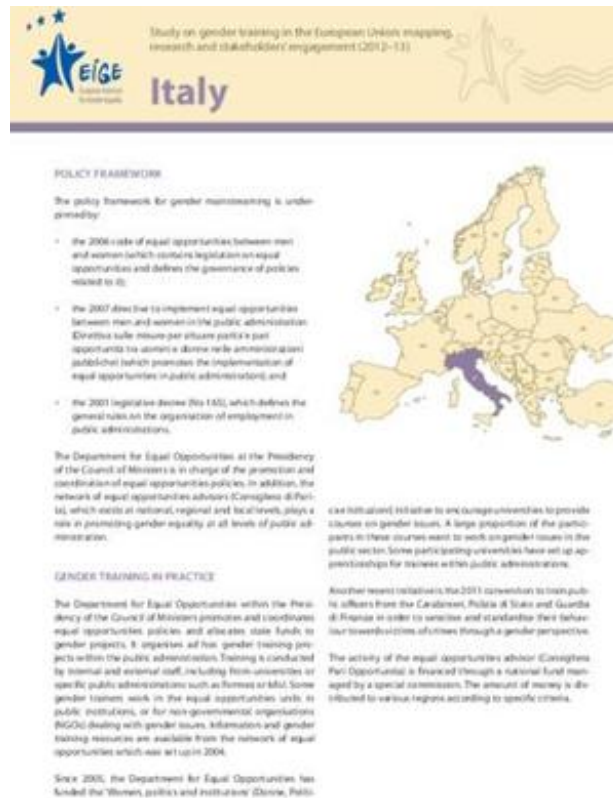 Study on gender training in the European Union: mapping,
research and stakeholders' engagement (2012–13)
EIGE
Italy
POLICY FRAMEWORK
The policy framework for gender mainstreaming is under-
pinned by:
• the 2006 code of equal opportunities between men
and women (which contains legislation on equal
opportunities and defines the governance of policies
related to it);
• the 2007 directive to implement equal opportunities
between men and women in the public administration
(Direttiva sulle misure per attuare parità e pari
opportunità tra uomini e donne nelle amministrazioni
pubbliche) (which promotes the implementation of
equal opportunities in public administration); and
• the 2001 legislative decree (No 165), which defines the
general rules on the organisation of employment in
public administrations.
The Department for Equal Opportunities at the Presidency
of the Council of Ministers is in charge of the promotion and
coordination of equal opportunities policies. In addition, the
network of equal opportunities advisors (Consigliera di Pari-
tà), which exists at national, regional and local levels, plays a
role in promoting gender equality at all levels of public ad-
ministration.
GENDER TRAINING IN PRACTICE
The Department for Equal Opportunities within the Presi-
dency of the Council of Ministers promotes and coordinates
equal opportunities policies and allocates state funds to
gender projects. It organises ad hoc gender training pro-
jects within the public administration. Training is conducted
by internal and external staff, including from universities or
specific public administrations such as Formez or Isfol. Some
gender trainers work in the equal opportunities units in
public institutions, or for non-governmental organisations
(NGOs) dealing with gender issues. Information and gender
training resources are available from the network of equal
opportunities which was set up in 2004.
Since 2005, the Department for Equal Opportunities has
funded the 'Women, politics and institutions' (Donne, Politi-
ca e Istituzioni) initiative to encourage universities to provide
courses on gender issues. A large proportion of the partici-
pants in these courses want to work on gender issues in the
public sector. Some participating universities have set up ap-
prenticeships for trainees within public administrations.
Another recent initiative is the 2011 convention to train pub-
lic officers from the Carabinieri, Polizia di Stato and Guardia
di Finanza in order to sensitise and standardise their behav-
iour towards victims of crimes through a gender perspective.
The activity of the equal opportunities advisor (Consigliera
Pari Opportunità) is financed through a national fund man-
aged by a special commission. The amount of money is dis-
tributed to various regions according to specific criteria.